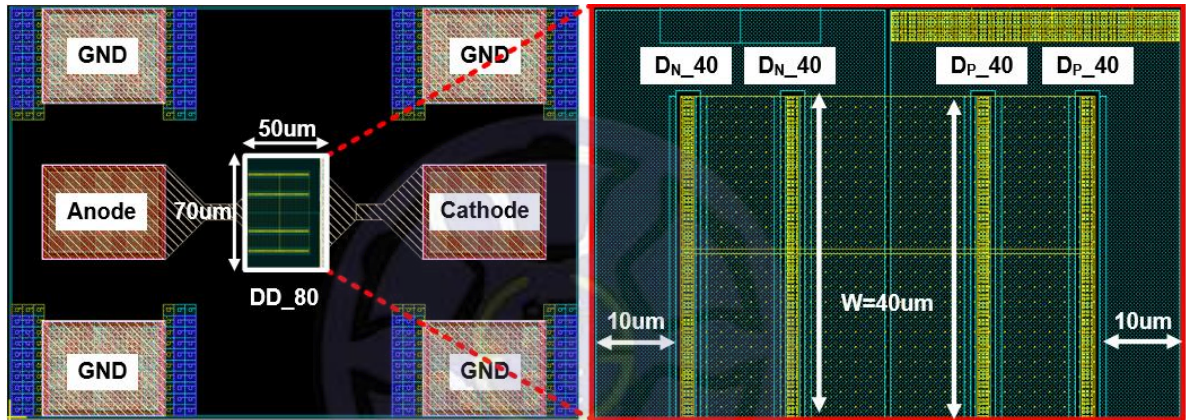 GND
GND
50um
Anode
70um
Cathode
DD_80
GND
GND
DN_40
DN_40
DP_40
DP_40
W=40um
10um
10um